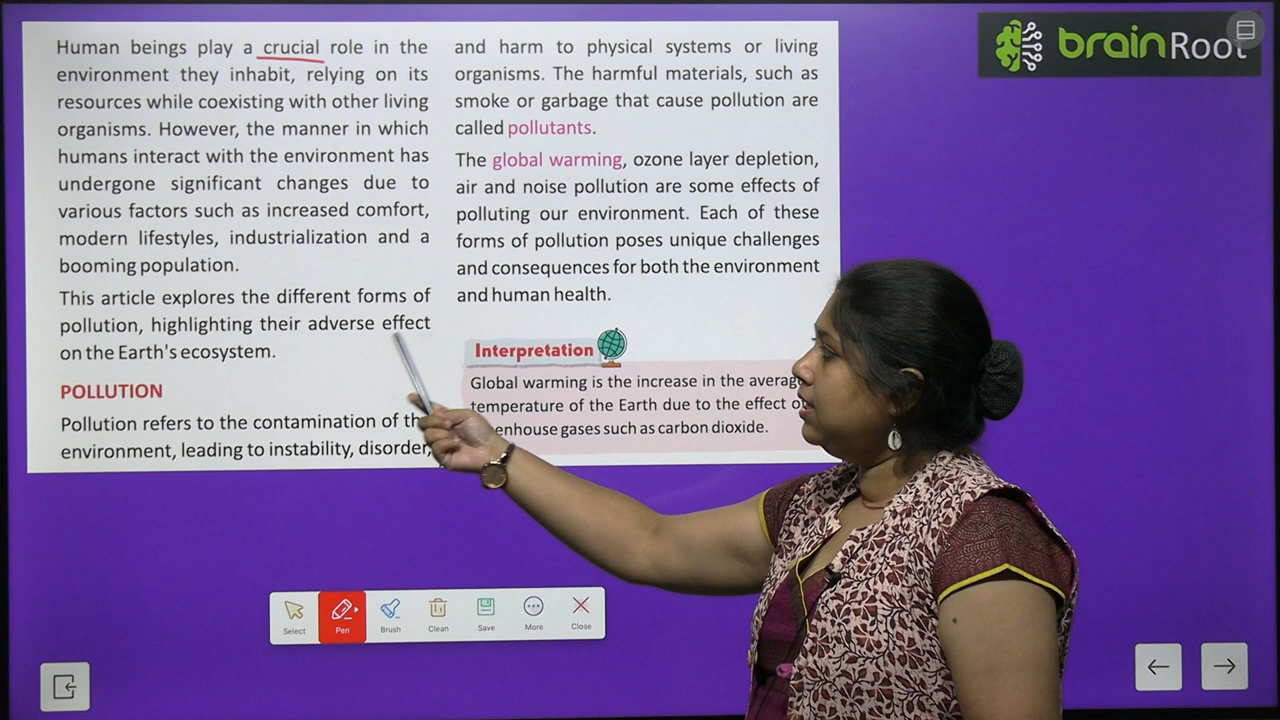 Human beings play a crucial role in the
environment they inhabit, relying on its
resources while coexisting with other living
organisms. However, the manner in which
humans interact with the environment has
undergone significant changes due to
various factors such as increased comfort,
modern lifestyles, industrialization and a
booming population.
This article explores the different forms of
pollution, highlighting their adverse effect
on the Earth's ecosystem.
POLLUTION
Pollution refers to the contamination of
environment, leading to instability, disorder,
and harm to physical systems or living
organisms. The harmful materials, such as
smoke or garbage that cause pollution are
called pollutants.
The global warming, ozone layer depletion,
air and noise pollution are some effects of
polluting our environment. Each of these
forms of pollution poses unique challenges
and consequences for both the environment
and human health.
Interpretation
Global warming is the increase in the average
temperature of the Earth due to the effect
gases such as carbon dioxide.
brainRoot
Select
Pen
Brush
Clean
Save
More
Close